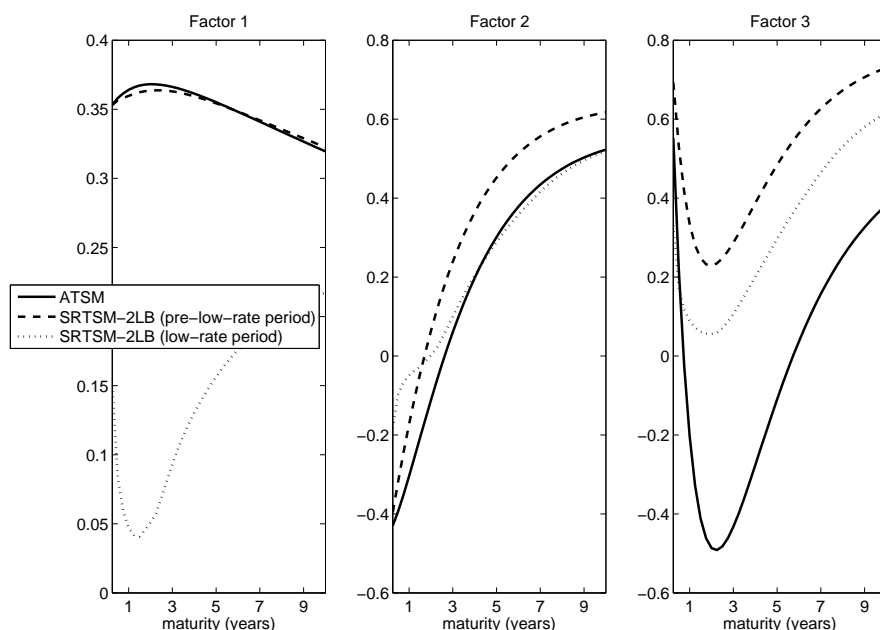 Factor 1
0.4
0.35
0.3
0.25
0.15
0.1
0.05
0
1 3 5 7 9
maturity (years)
ATSM
SRTSM-2LB (pre-low-rate period)
SRTSM-2LB (low-rate period)
Factor 2
0.8
0.6
0.4
0.2
0
−0.2
−0.4
−0.6
1 3 5 7 9
maturity (years)
Factor 3
0.8
0.6
0.4
0.2
0
−0.2
−0.4
−0.6
1 3 5 7 9
maturity (years)